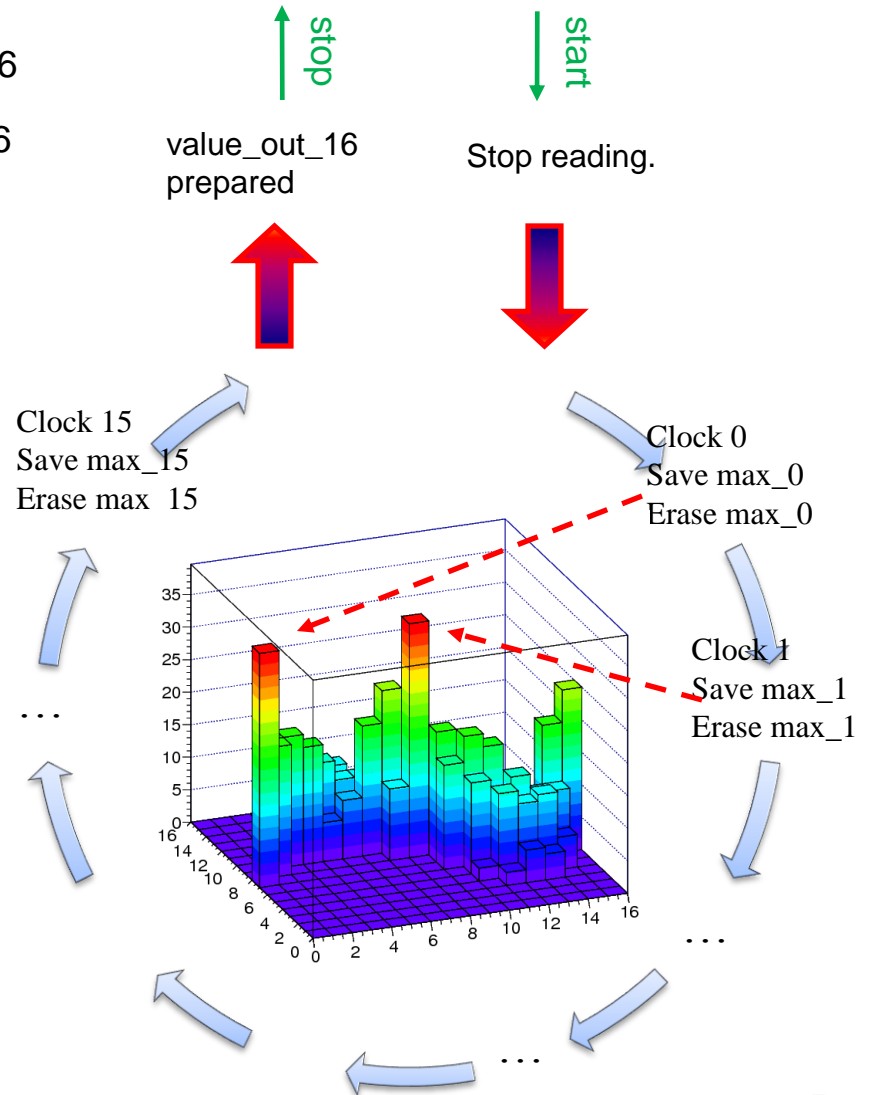 6
6
stop
start
value_out_16
prepared
Stop reading.
Clock 15
Save max_15
Erase max 15
Clock 0
Save max_0
Erase max_0
Clock 1
Save max_1
Erase max_1
...
...
...
35
30
25
20
15
10
5
0
16
14
12
10
8
6
4
2
0
0
2
4
6
8
10
12
14
16